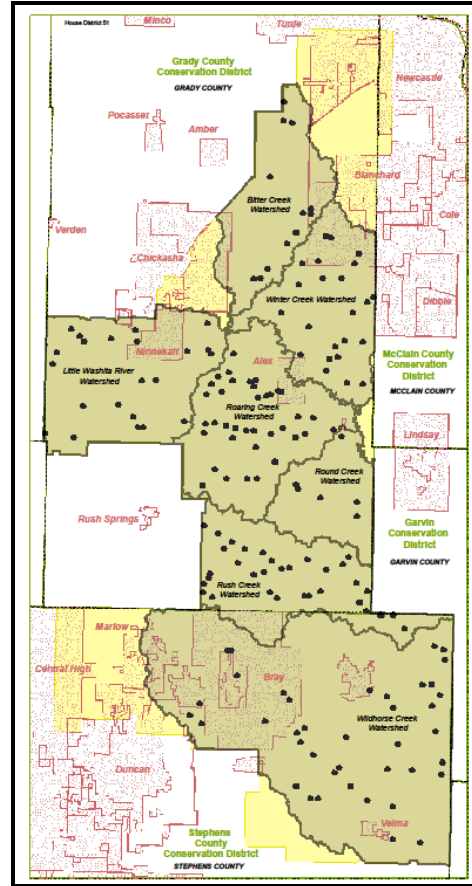 House District 51
Minco
Tuttle
Grady County
Conservation District
GRADY COUNTY
Newcastle
Pocasset
Amber
Blanchard
Bitter Creek
Watershed
Cole
Verden
Chickasha
Winter Creek Watershed
Dibble
Ninnekah
Little Washita River
Watershed
Alex
McClain County
Conservation
District
MCCLAIN COUNTY
Roaring Creek
Watershed
Lindsay
Round Creek
Watershed
Rush Springs
Garvin
Conservation
District
GARVIN COUNTY
Rush Creek
Watershed
Marlow
Central High
Bray
Wildhorse Creek
Watershed
Duncan
Velma
Stephens
County
Conservation District
STEPHENS COUNTY